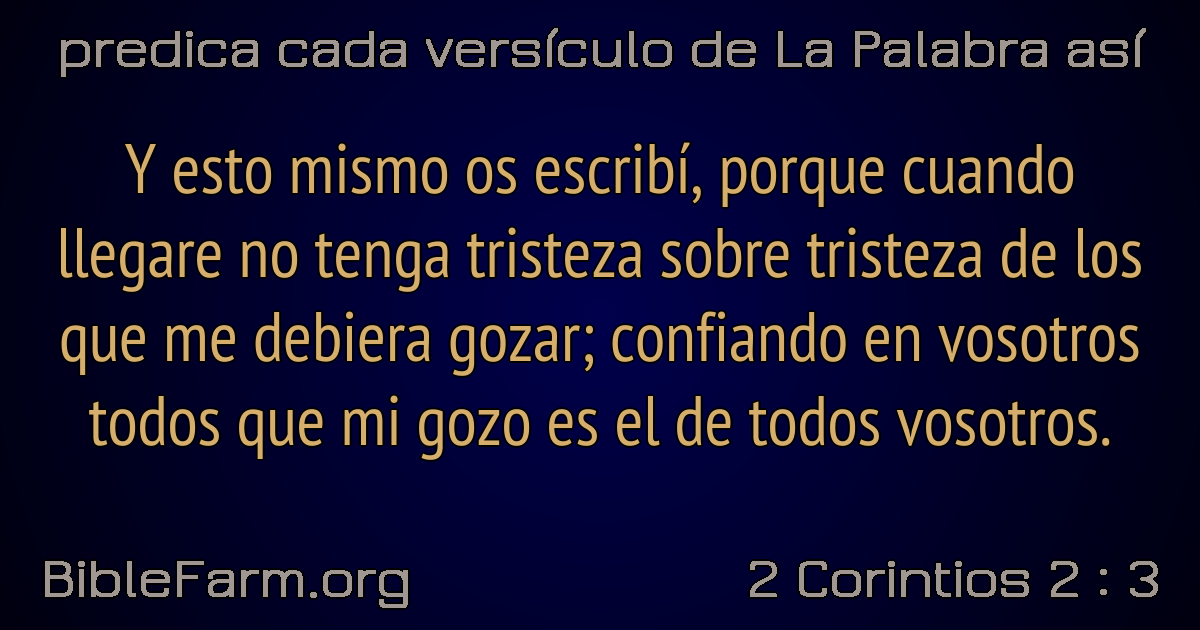 predica cada versículo de La Palabra así
Y esto mismo os escribí, porque cuando
llegare no tenga tristeza sobre tristeza de los
que me debiera gozar; confiando en vosotros
todos que mi gozo es el de todos vosotros.
BibleFarm.org
2 Corintios 2 : 3